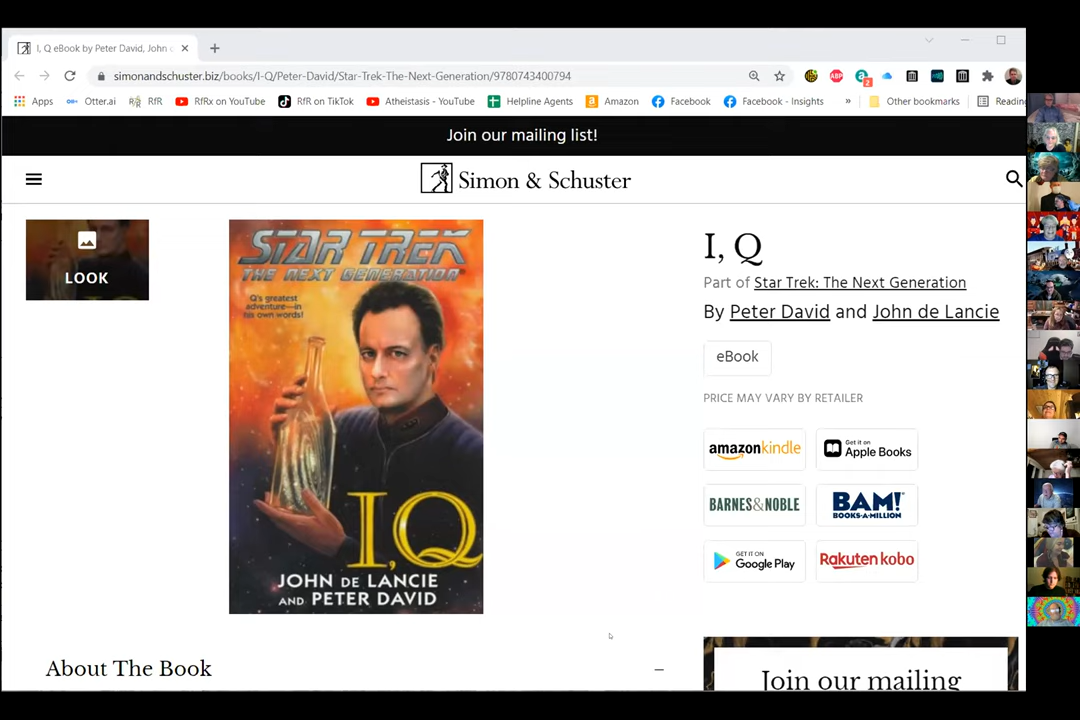 I, Q eBook by Peter David, John d
simonandschuster.biz/books/I-Q/Peter-David/Star-Trek-The-Next-Generation/9780743400794
ABP
2
Apps
Otter.ai
RfR
RfRx on YouTube
RfR on TikTok
Atheistasis - YouTube
Helpline Agents
Amazon
Facebook
Facebook - Insights
»
Other bookmarks
Reading
Join our mailing list!
Simon & Schuster
LOOK
STAR TREK
THE NEXT GENERATION
Q's greatest
adventure—in
his own words!
I, Q
JOHN DE LANCIE
AND PETER DAVID
I, Q
Part of Star Trek: The Next Generation
By Peter David and John de Lancie
eBook
PRICE MAY VARY BY RETAILER
amazonkindle
Get it on
Apple Books
BARNES&NOBLE
BAM!
BOOKS-A-MILLION
GET IT ON
Google Play
Rakuten kobo
About The Book
Join our mailing